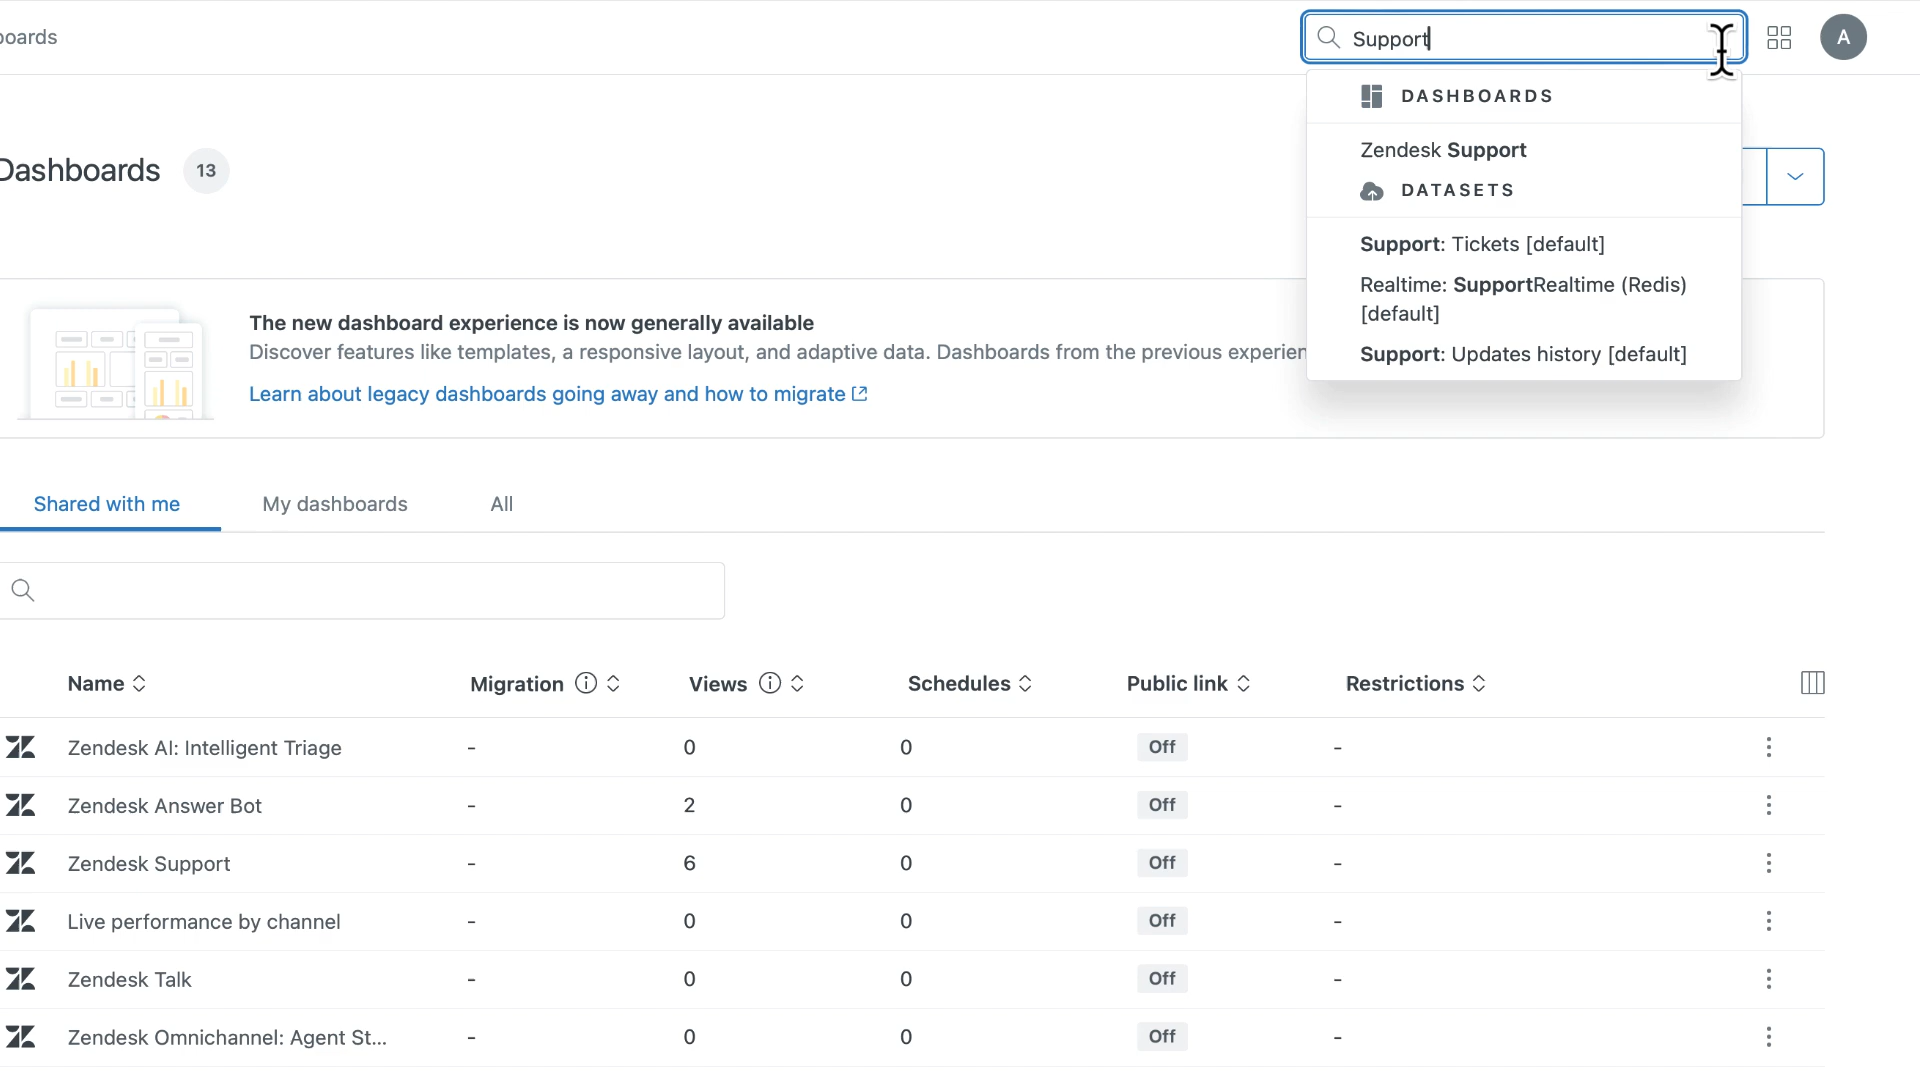 boards
Support
A
DASHBOARDS
Zendesk Support
DATASETS
Support: Tickets [default]
Realtime: SupportRealtime (Redis)
[default]
Support: Updates history [default]
Dashboards 13
The new dashboard experience is now generally available
Discover features like templates, a responsive layout, and adaptive data. Dashboards from the previous experien
Learn about legacy dashboards going away and how to migrate
Shared with me My dashboards All
Name Migration Views Schedules Public link Restrictions
Zendesk AI: Intelligent Triage - 0 0 Off -
Zendesk Answer Bot - 2 0 Off -
Zendesk Support - 6 0 Off -
Live performance by channel - 0 0 Off -
Zendesk Talk - 0 0 Off -
Zendesk Omnichannel: Agent St... - 0 0 Off -